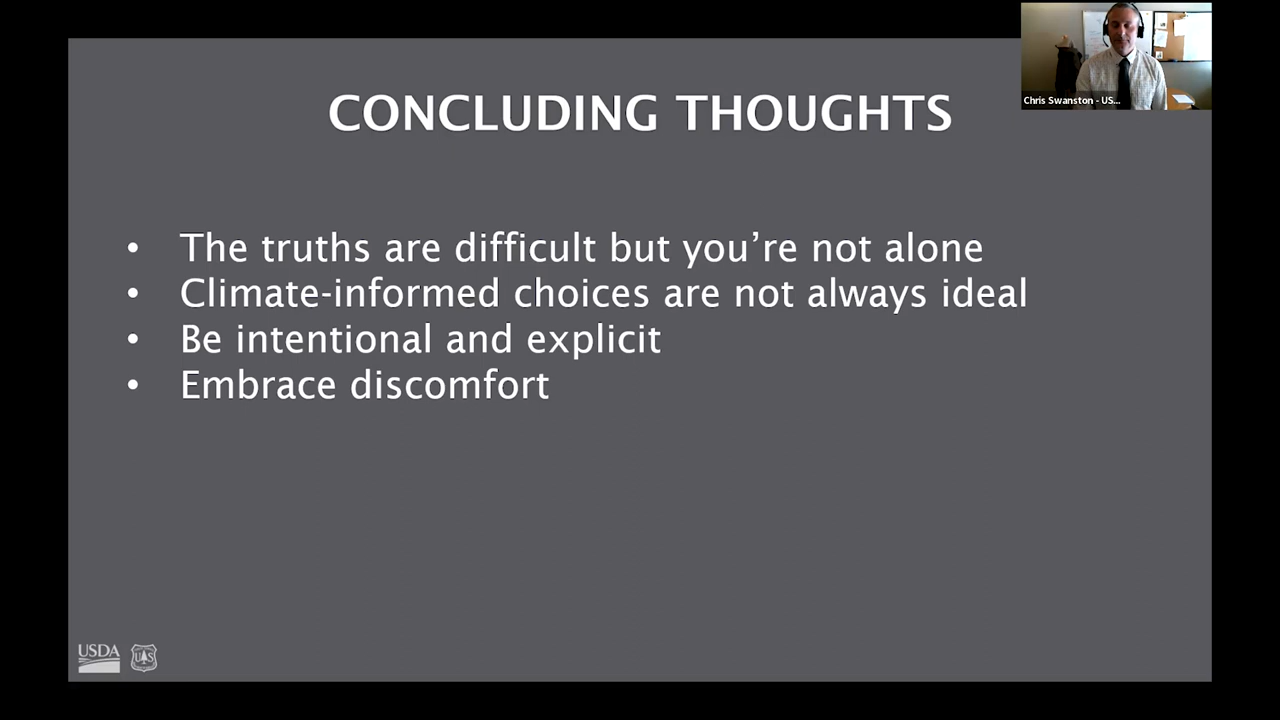 CONCLUDING THOUGHTS
Chris Swanston - US...
• The truths are difficult but you're not alone
• Climate-informed choices are not always ideal
• Be intentional and explicit
• Embrace discomfort
USDA
U S